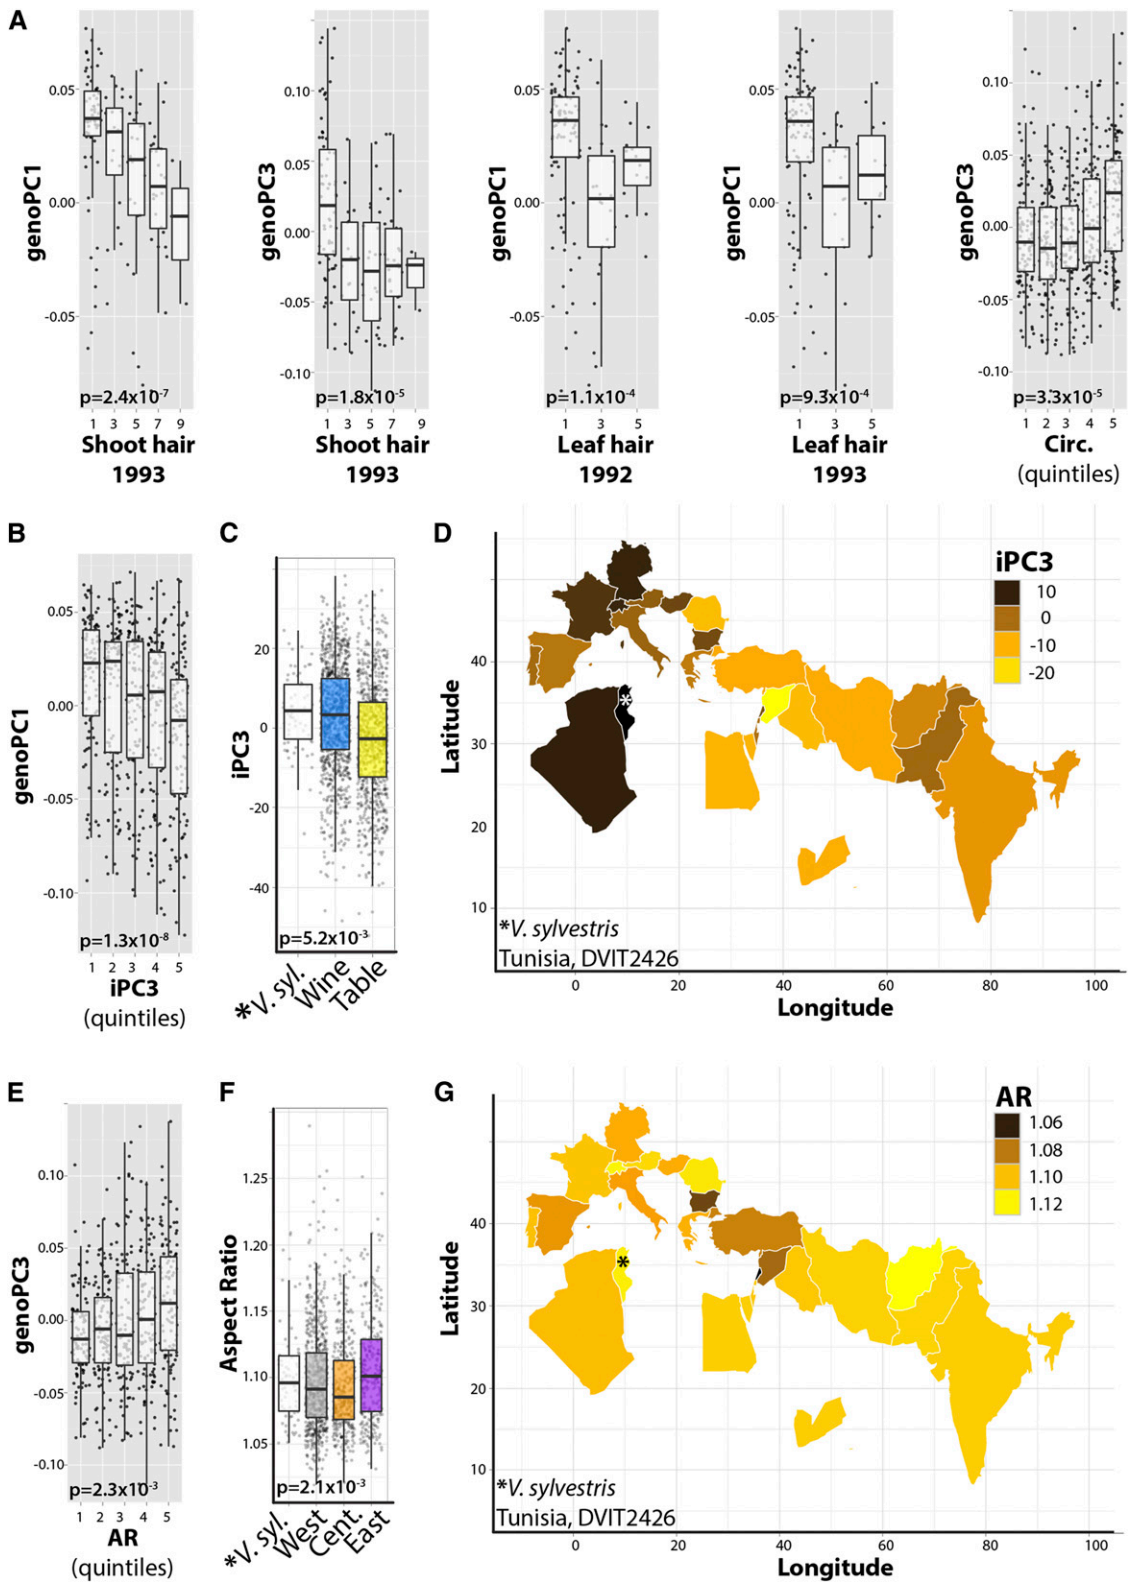 A
genoPC1
0.05
0.00
-0.05
p=2.4x10-7
1 3 5 7 9
Shoot hair
1993
genoPC3
0.10
0.05
0.00
-0.05
-0.10
p=1.8x10-5
1 3 5 7 9
Shoot hair
1993
genoPC1
0.05
0.00
-0.05
p=1.1x10-4
1 3 5
Leaf hair
1992
genoPC1
0.05
0.00
-0.05
p=9.3x10-4
1 3 5
Leaf hair
1993
genoPC3
0.10
0.05
0.00
-0.05
-0.10
p=3.3x10-5
1 2 3 4 5
Circ.
(quintiles)
B
genoPC1
0.05
0.00
-0.05
-0.10
p=1.3x10-8
1 2 3 4 5
iPC3
(quintiles)
C
iPC3
20
0
-20
-40
p=5.2x10-3
*V. syl.
Wine
Table
D
Latitude
40
30
20
10
iPC3
10
0
-10
-20
*
*V. sylvestris
Tunisia, DVIT2426
0 20 40 60 80 100
Longitude
E
genoPC3
0.10
0.05
0.00
-0.05
-0.10
p=2.3x10-3
1 2 3 4 5
AR
(quintiles)
F
Aspect Ratio
1.25
1.20
1.15
1.10
1.05
p=2.1x10-3
*V. syl.
West
Cent.
East
G
Latitude
40
30
20
10
AR
1.06
1.08
1.10
1.12
*
*V. sylvestris
Tunisia, DVIT2426
0 20 40 60 80 100
Longitude